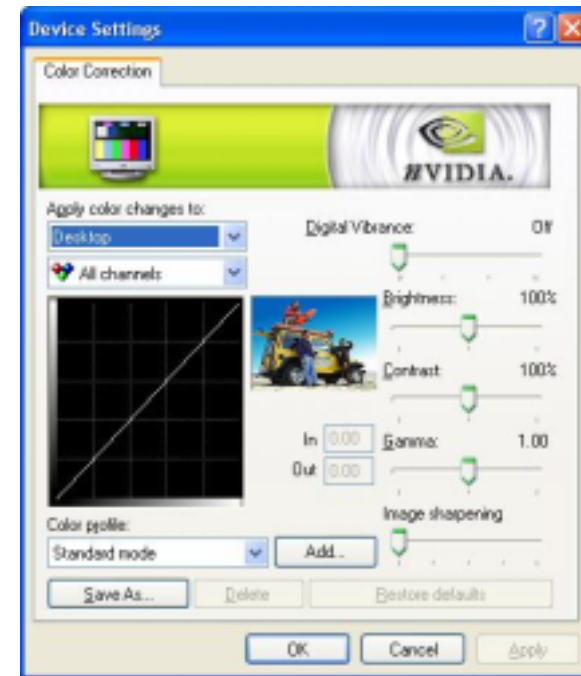 Device Settings
Color Correction
NVIDIA.
Apply color changes to:
Desktop
All channels
Digital Vibrance: Off
Brightness: 100%
Contrast: 100%
In 0.00
Out 0.00
Gamma: 1.00
Image sharpening
Color profile:
Standard mode
Add...
Save As...
Delete
Restore defaults
OK
Cancel
Apply